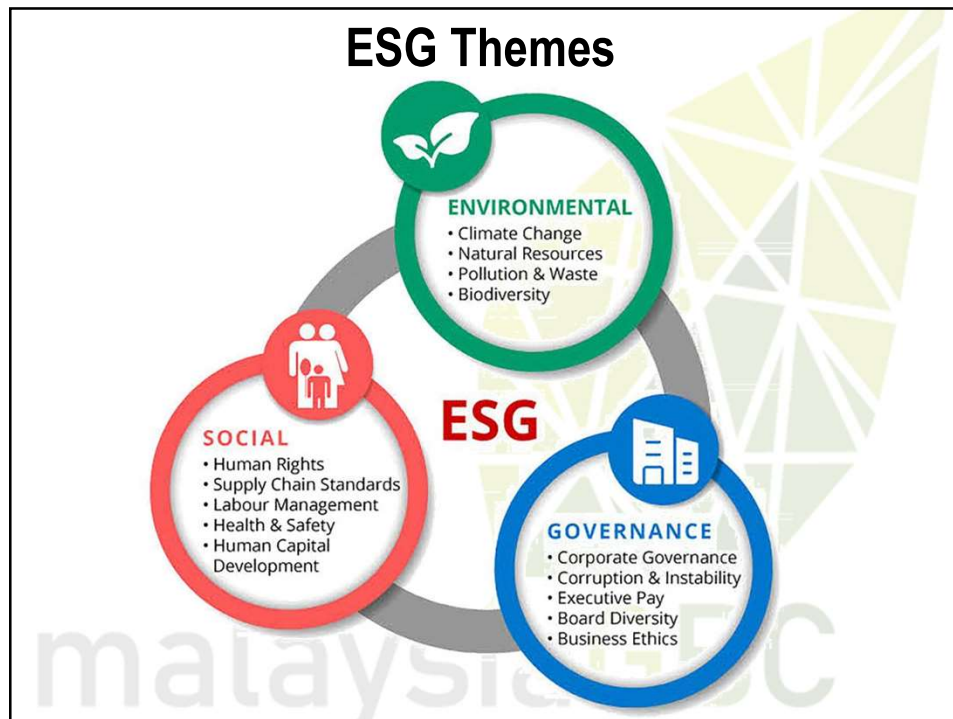 ESG Themes
ENVIRONMENTAL
• Climate Change
• Natural Resources
• Pollution & Waste
• Biodiversity
ESG
SOCIAL
• Human Rights
• Supply Chain Standards
• Labour Management
• Health & Safety
• Human Capital
Development
GOVERNANCE
• Corporate Governance
• Corruption & Instability
• Executive Pay
• Board Diversity
• Business Ethics
malaysiaGBC